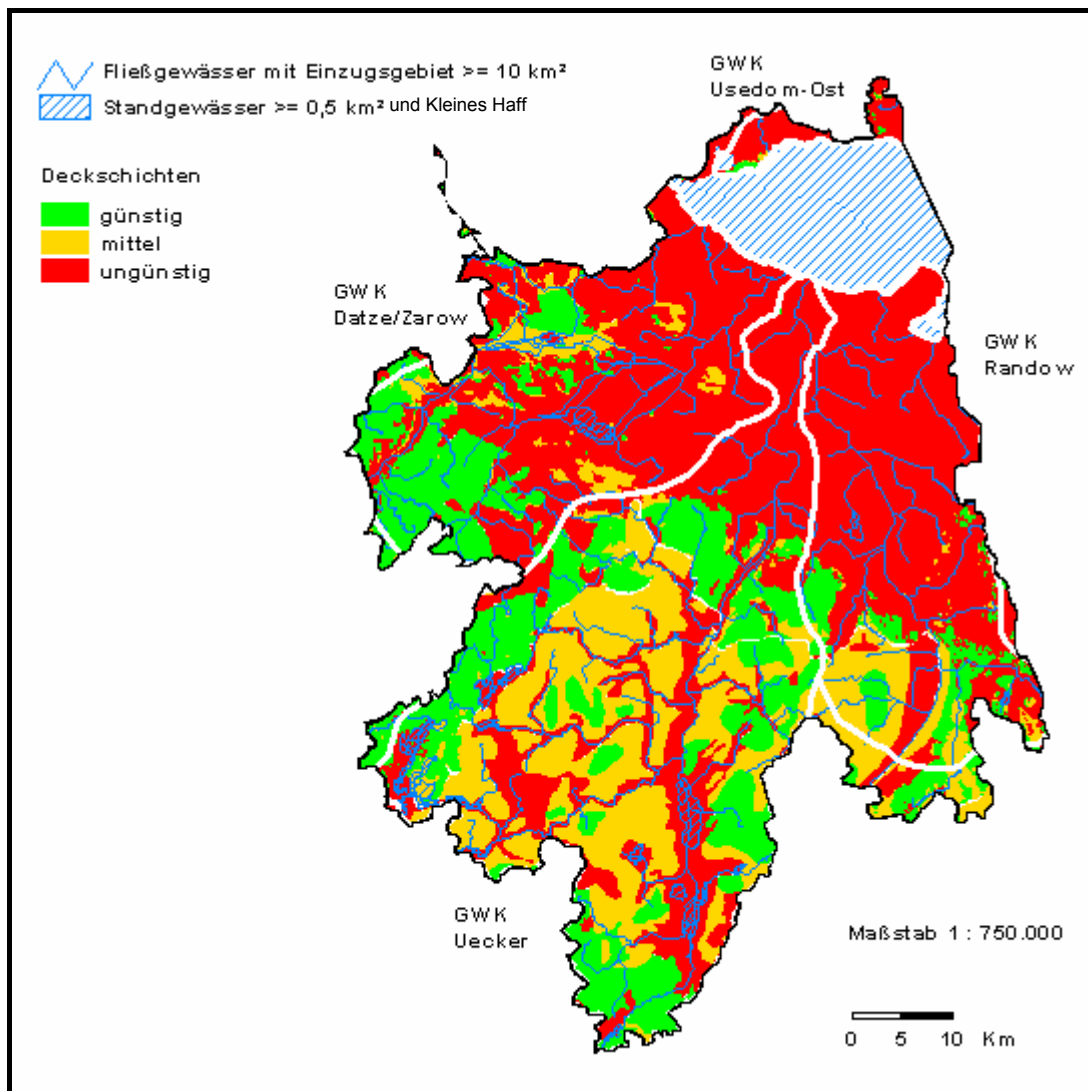 Fließgewässer mit Einzugsgebiet >= 10 km²
Standgewässer >= 0,5 km² und Kleines Haff
Deckschichten
günstig
mittel
ungünstig
GWK
Usedom-Ost
GWK
Datze/Zarow
GWK
Randow
GWK
Uecker
Maßstab 1 : 750.000
0 5 10 Km